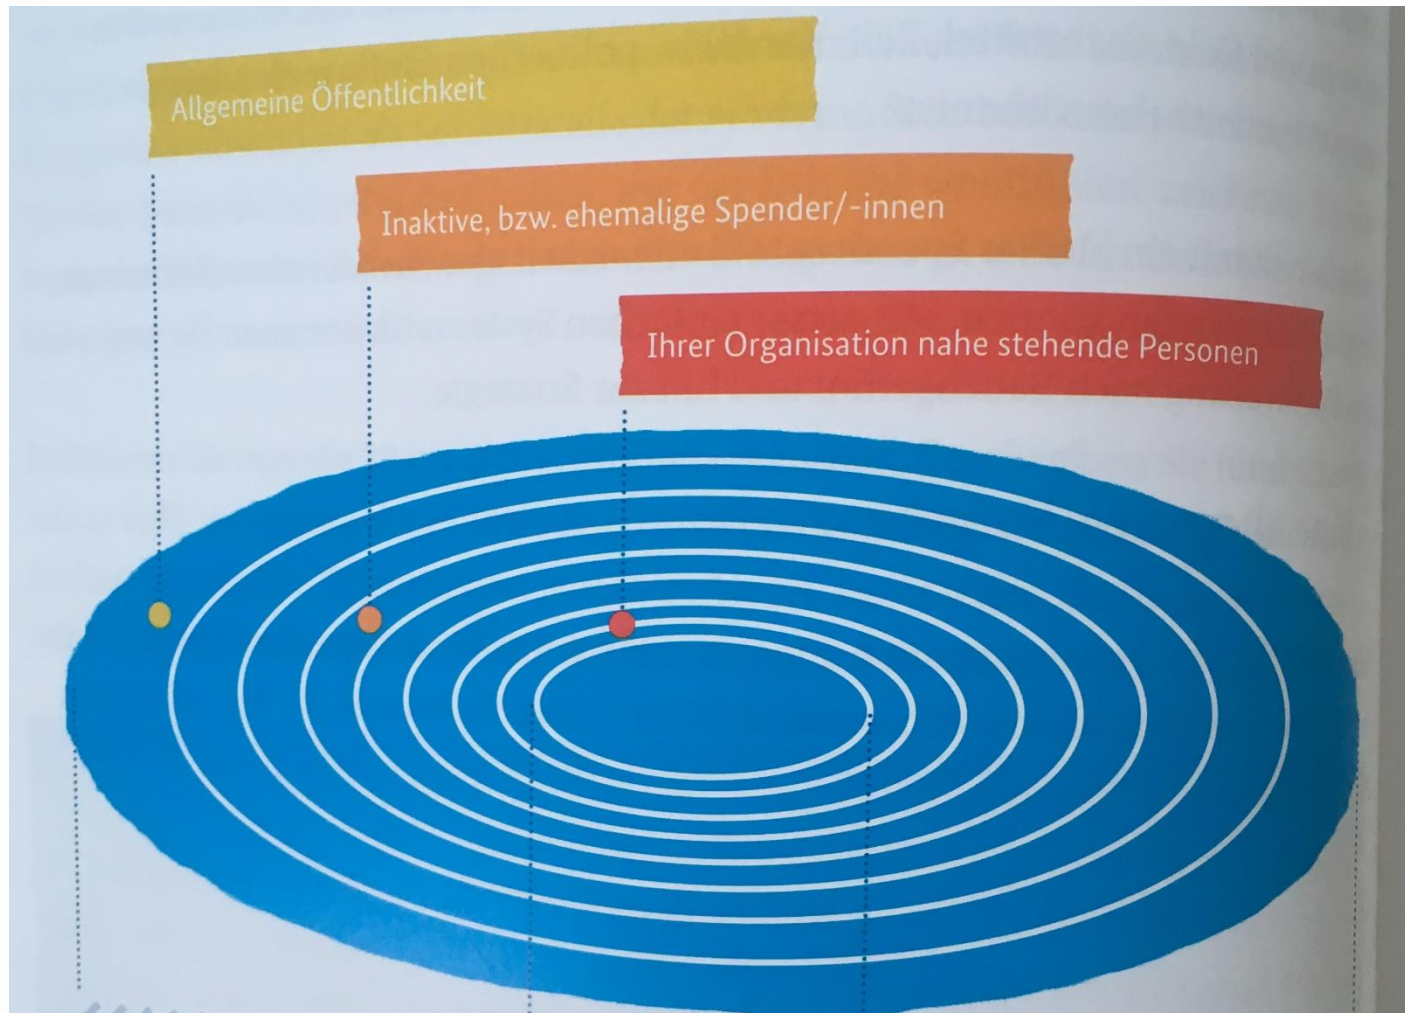 Allgemeine Öffentlichkeit
Inaktive, bzw. ehemalige Spender/-innen
Ihrer Organisation nahe stehende Personen